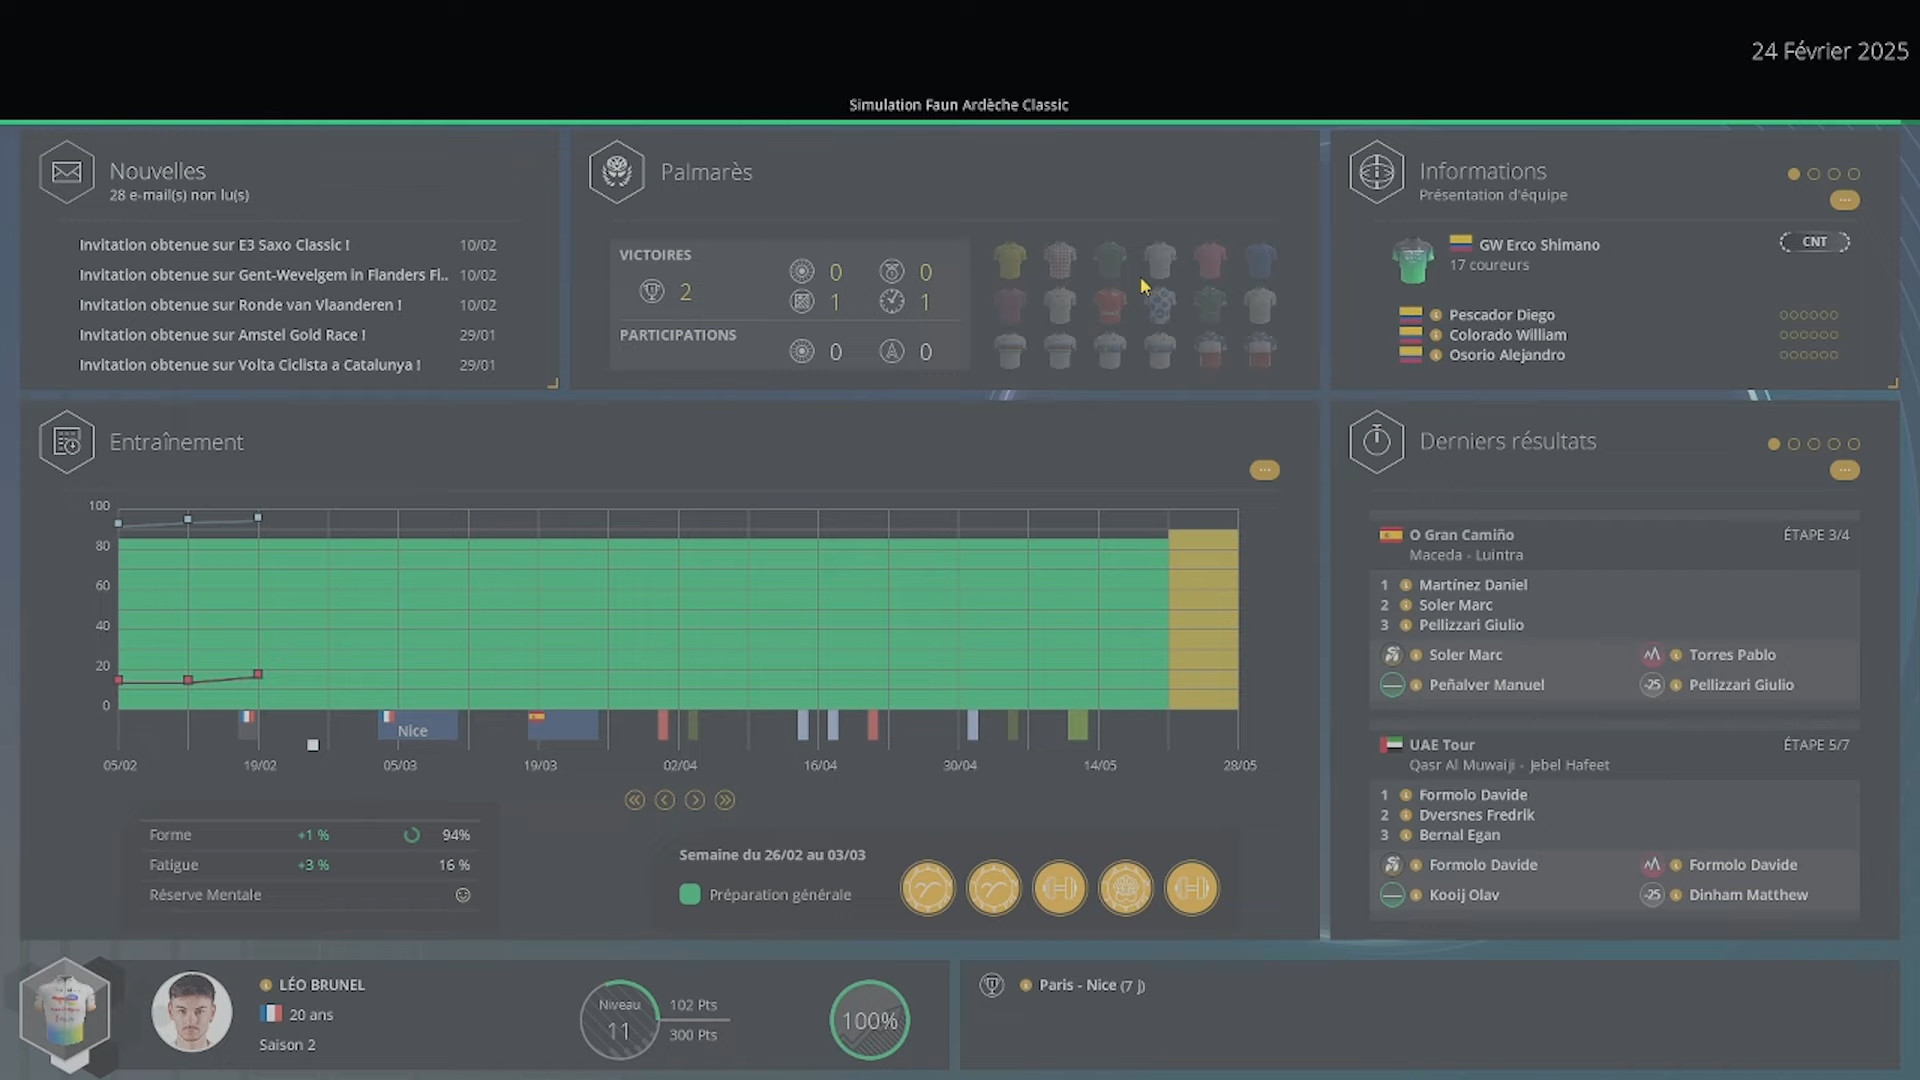 24 Février 2025
Simulation Faun Ardèche Classic
Nouvelles
28 e-mail(s) non lu(s)
Invitation obtenue sur E3 Saxo Classic ! 10/02
Invitation obtenue sur Gent-Wevelgem in Flanders Fi... 10/02
Invitation obtenue sur Ronde van Vlaanderen ! 10/02
Invitation obtenue sur Amstel Gold Race ! 29/01
Invitation obtenue sur Volta Ciclista a Catalunya ! 29/01
Palmarès
VICTOIRES
2
0 0
1 1
PARTICIPATIONS
0 0
Informations
Présentation d'équipe
GW Erco Shimano CNT
17 coureurs
Pescador Diego
Colorado William
Osorio Alejandro
Entraînement
100
80
60
40
20
0
Nice
05/02 19/02 05/03 19/03 02/04 16/04 30/04 14/05 28/05
Forme +1 % 94%
Fatigue +3 % 16 %
Réserve Mentale
Semaine du 26/02 au 03/03
Préparation générale
Derniers résultats
O Gran Camiño ÉTAPE 3/4
Maceda - Luintra
1 Martínez Daniel
2 Soler Marc
3 Pellizzari Giulio
Soler Marc Torres Pablo
Peñalver Manuel -25 Pellizzari Giulio
UAE Tour ÉTAPE 5/7
Qasr Al Muwaiji - Jebel Hafeet
1 Formolo Davide
2 Dversnes Fredrik
3 Bernal Egan
Formolo Davide Formolo Davide
Kooij Olav -25 Dinham Matthew
LÉO BRUNEL
20 ans
Saison 2
Niveau
11
102 Pts
300 Pts
100%
Paris - Nice (7 J)